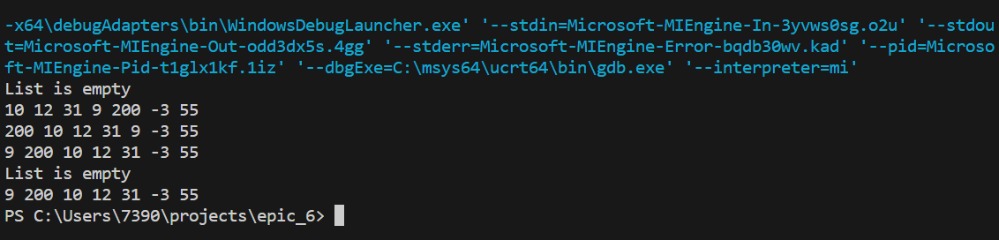 -x64\debugAdapters\bin\WindowsDebugLauncher.exe' '--stdin=Microsoft-MIEngine-In-3yvws0sg.o2u' '--stdou
t=Microsoft-MIEngine-Out-odd3dx5s.4gg' '--stderr=Microsoft-MIEngine-Error-bqdb30wv.kad' '--pid=Microso
ft-MIEngine-Pid-t1glx1kf.1iz' '--dbgExe=C:\msys64\ucrt64\bin\gdb.exe' '--interpreter=mi'
List is empty
10 12 31 9 200 -3 55
200 10 12 31 9 -3 55
9 200 10 12 31 -3 55
List is empty
9 200 10 12 31 -3 55
PS C:\Users\7390\projects\epic_6>